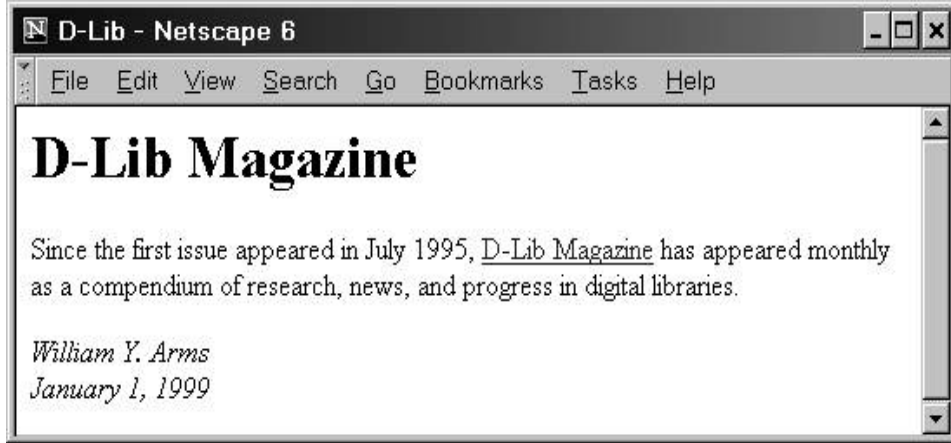 D-Lib - Netscape 6
File Edit View Search Go Bookmarks Tasks Help
D-Lib Magazine
Since the first issue appeared in July 1995, D-Lib Magazine has appeared monthly
as a compendium of research, news, and progress in digital libraries.
William Y. Arms
January 1, 1999